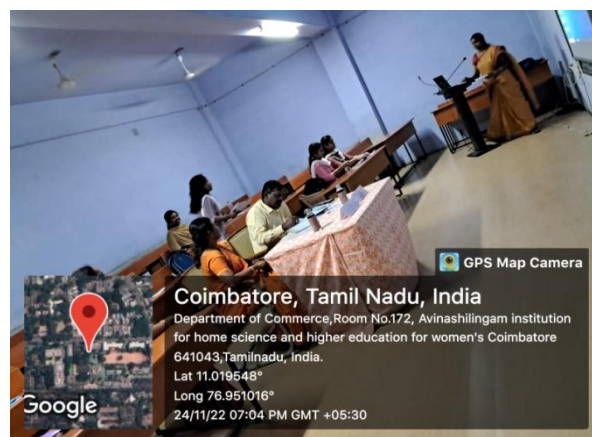 GPS Map Camera
Coimbatore, Tamil Nadu, India
Department of Commerce,Room No.172, Avinashilingam institution
for home science and higher education for women's Coimbatore
641043,Tamilnadu, India.
Lat 11.019548°
Long 76.951016°
24/11/22 07:04 PM GMT +05:30
Google